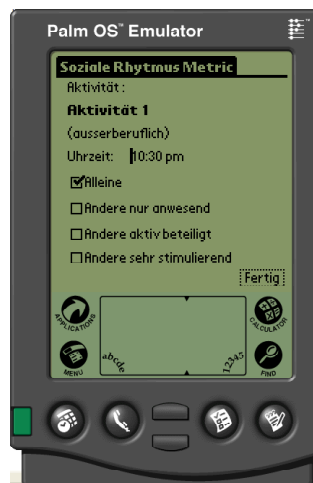 Palm OS™ Emulator
Soziale Rhytmus Metric
Aktivität:
Aktivität 1
(ausserberuflich)
Uhrzeit: 10:30 pm
Alleine
Andere nur anwesend
Andere aktiv beteiligt
Andere sehr stimulierend
Fertig
APPLICATIONS
CALCULATOR
MENU
abcde
12345
FIND